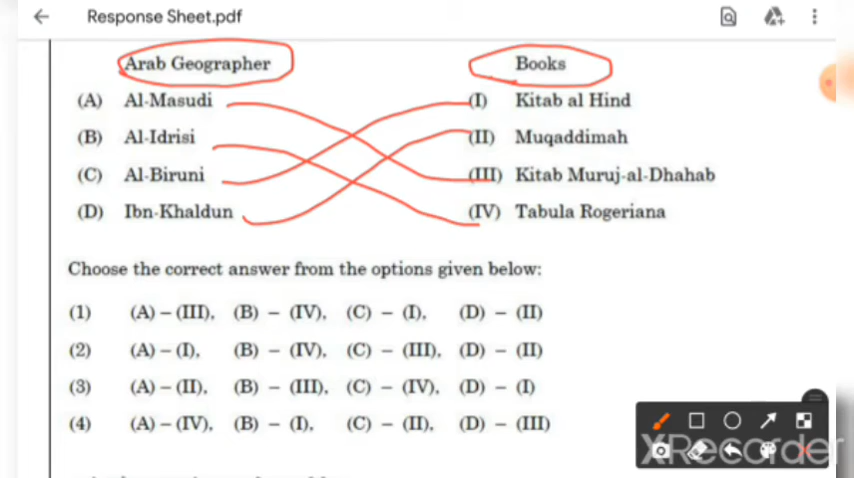 Response Sheet.pdf
Arab Geographer Books
(A) Al-Masudi (I) Kitab al Hind
(B) Al-Idrisi (II) Muqaddimah
(C) Al-Biruni (III) Kitab Muruj-al-Dhahab
(D) Ibn-Khaldun (IV) Tabula Rogeriana
Choose the correct answer from the options given below:
(1) (A) – (III), (B) – (IV), (C) – (I), (D) – (II)
(2) (A) – (I), (B) – (IV), (C) – (III), (D) – (II)
(3) (A) – (II), (B) – (III), (C) – (IV), (D) – (I)
(4) (A) – (IV), (B) – (I), (C) – (II), (D) – (III)
XRecorder